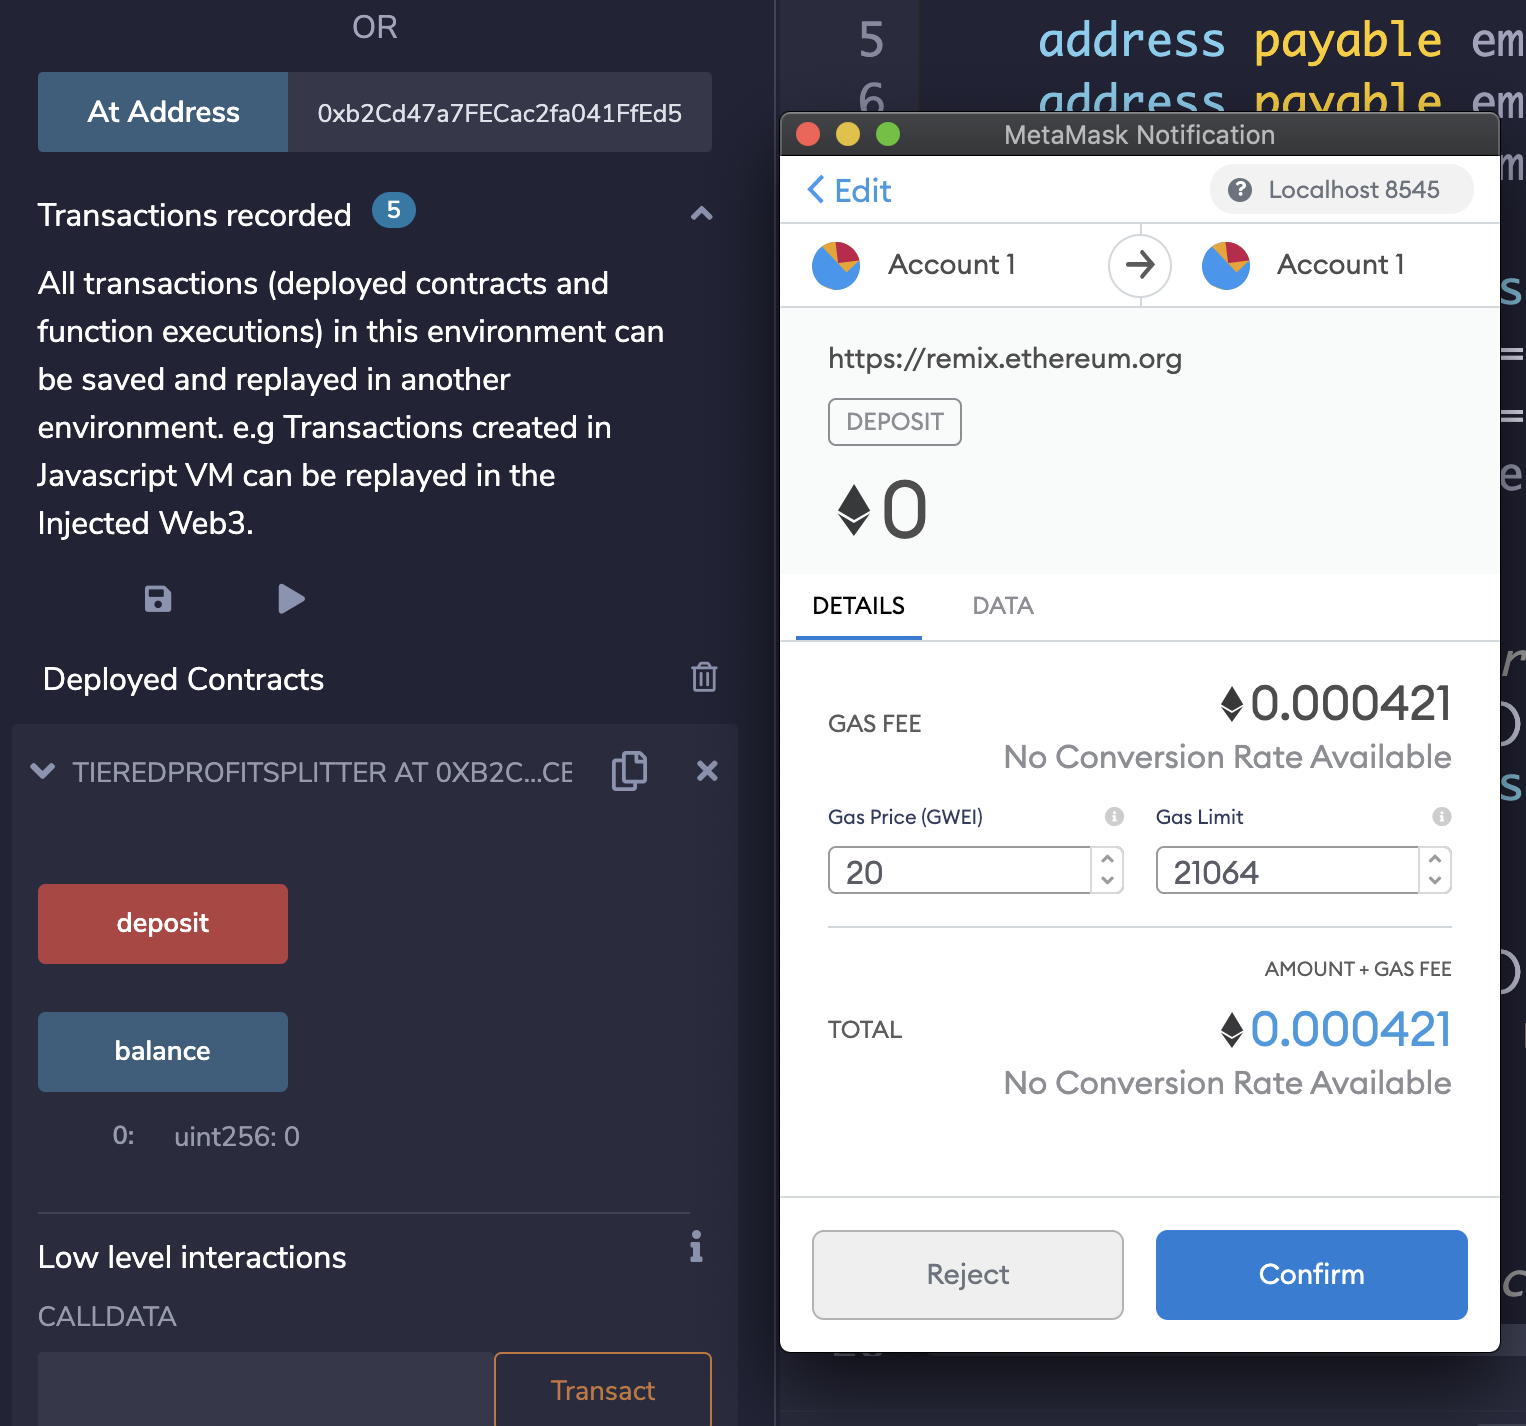 OR
At Address
0xb2Cd47a7FECac2fa041FfEd5
Transactions recorded 5
All transactions (deployed contracts and
function executions) in this environment can
be saved and replayed in another
environment. e.g Transactions created in
Javascript VM can be replayed in the
Injected Web3.
Deployed Contracts
TIEREDPROFITSPLITTER AT 0XB2C...CE
deposit
balance
0: uint256: 0
Low level interactions
CALLDATA
Transact
5 address payable em
6 address payable em
MetaMask Notification
Edit
Localhost 8545
Account 1
Account 1
https://remix.ethereum.org
DEPOSIT
0
DETAILS
DATA
GAS FEE
0.000421
No Conversion Rate Available
Gas Price (GWEI)
Gas Limit
20
21064
AMOUNT + GAS FEE
TOTAL
0.000421
No Conversion Rate Available
Reject
Confirm